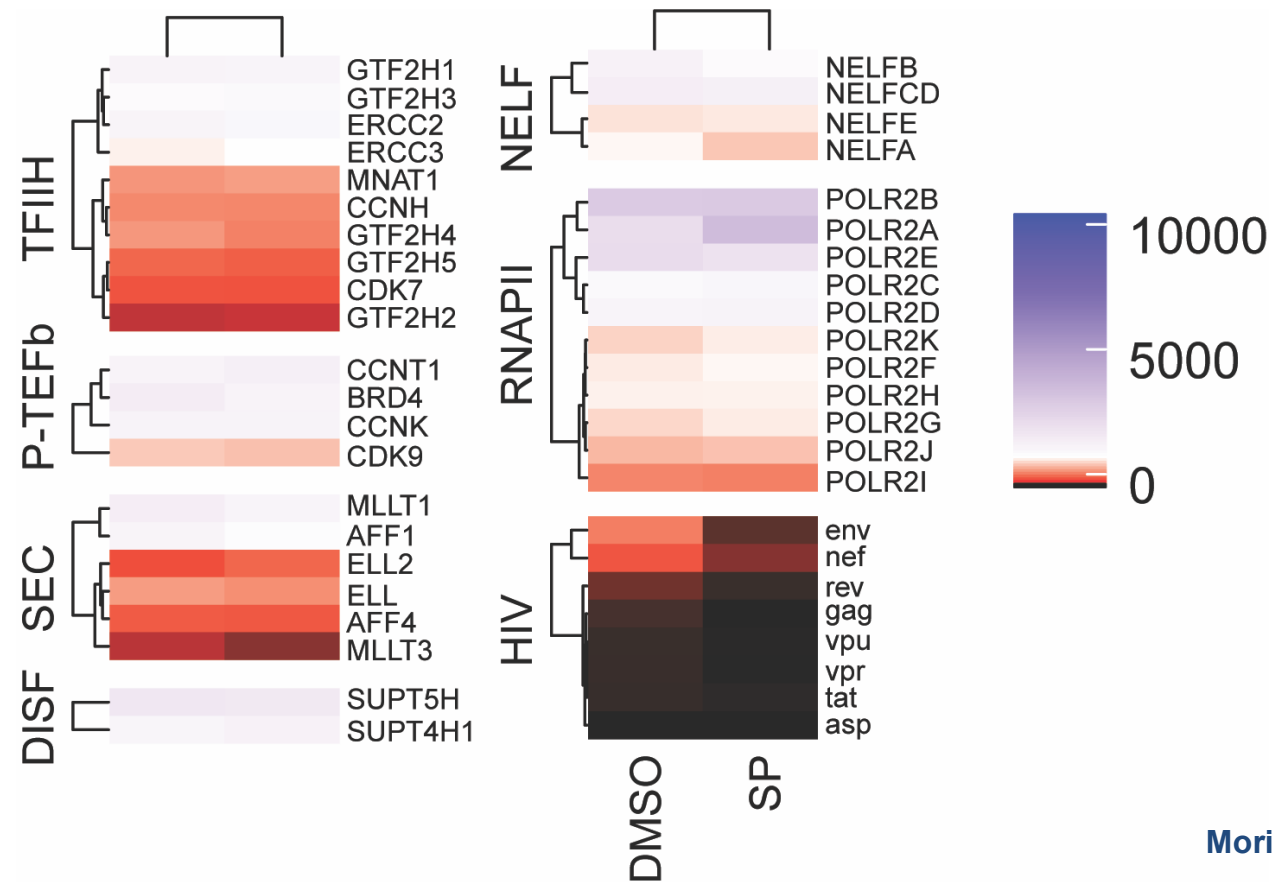 TFIIH
GTF2H1
GTF2H3
ERCC2
ERCC3
MNAT1
CCNH
GTF2H4
GTF2H5
CDK7
GTF2H2
P-TEFb
CCNT1
BRD4
CCNK
CDK9
SEC
MLLT1
AFF1
ELL2
ELL
AFF4
MLLT3
DISF
SUPT5H
SUPT4H1
NELF
NELFB
NELFCD
NELFE
NELFA
RNAPII
POLR2B
POLR2A
POLR2E
POLR2C
POLR2D
POLR2K
POLR2F
POLR2H
POLR2G
POLR2J
POLR2I
HIV
env
nef
rev
gag
vpu
vpr
tat
asp
DMSO
SP
10000
5000
0
Mori